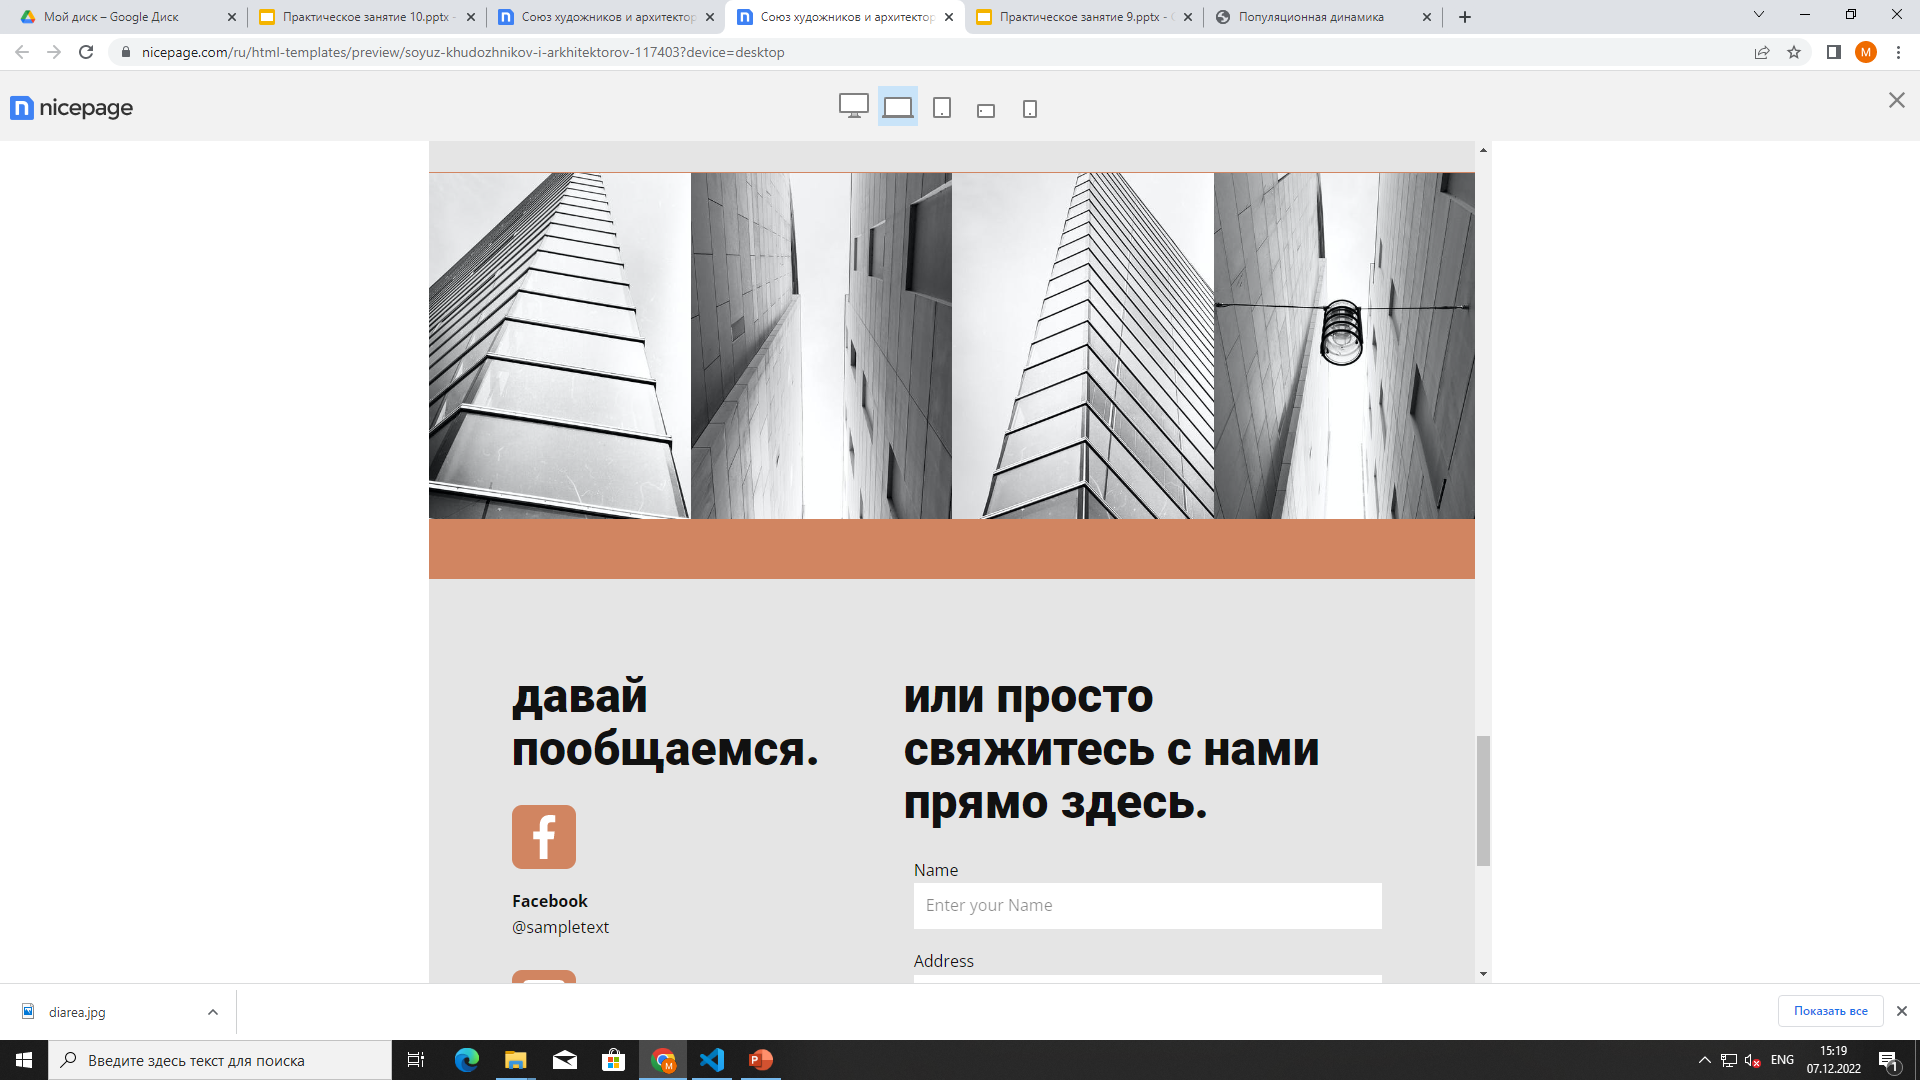 Мой диск – Google Диск
Практическое занятие 10.pptx -
Союз художников и архитектор
Союз художников и архитектор
Практическое занятие 9.pptx - G
Популяционная динамика
nicepage.com/ru/html-templates/preview/soyuz-khudozhnikov-i-arkhitektorov-117403?device=desktop
M
nicepage
давай
пообщаемся.
Facebook
@sampletext
или просто
свяжитесь с нами
прямо здесь.
Name
Enter your Name
Address
diarea.jpg
Показать все
Введите здесь текст для поиска
ENG
15:19
07.12.2022
1